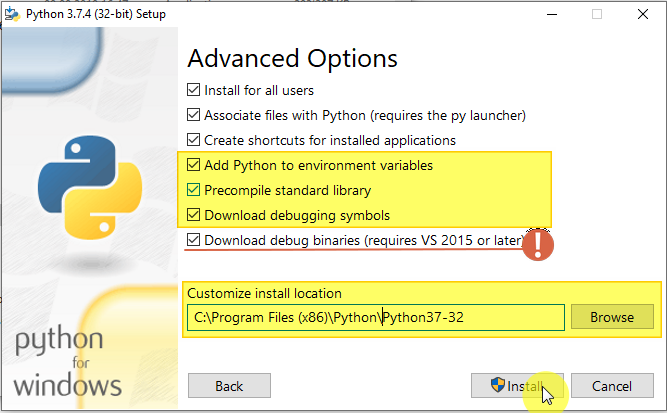 Python 3.7.4 (32-bit) Setup
Advanced Options
Install for all users
Associate files with Python (requires the py launcher)
Create shortcuts for installed applications
Add Python to environment variables
Precompile standard library
Download debugging symbols
Download debug binaries (requires VS 2015 or later)
!
Customize install location
C:\Program Files (x86)\Python\Python37-32
Browse
python
for
windows
Back
Install
Cancel